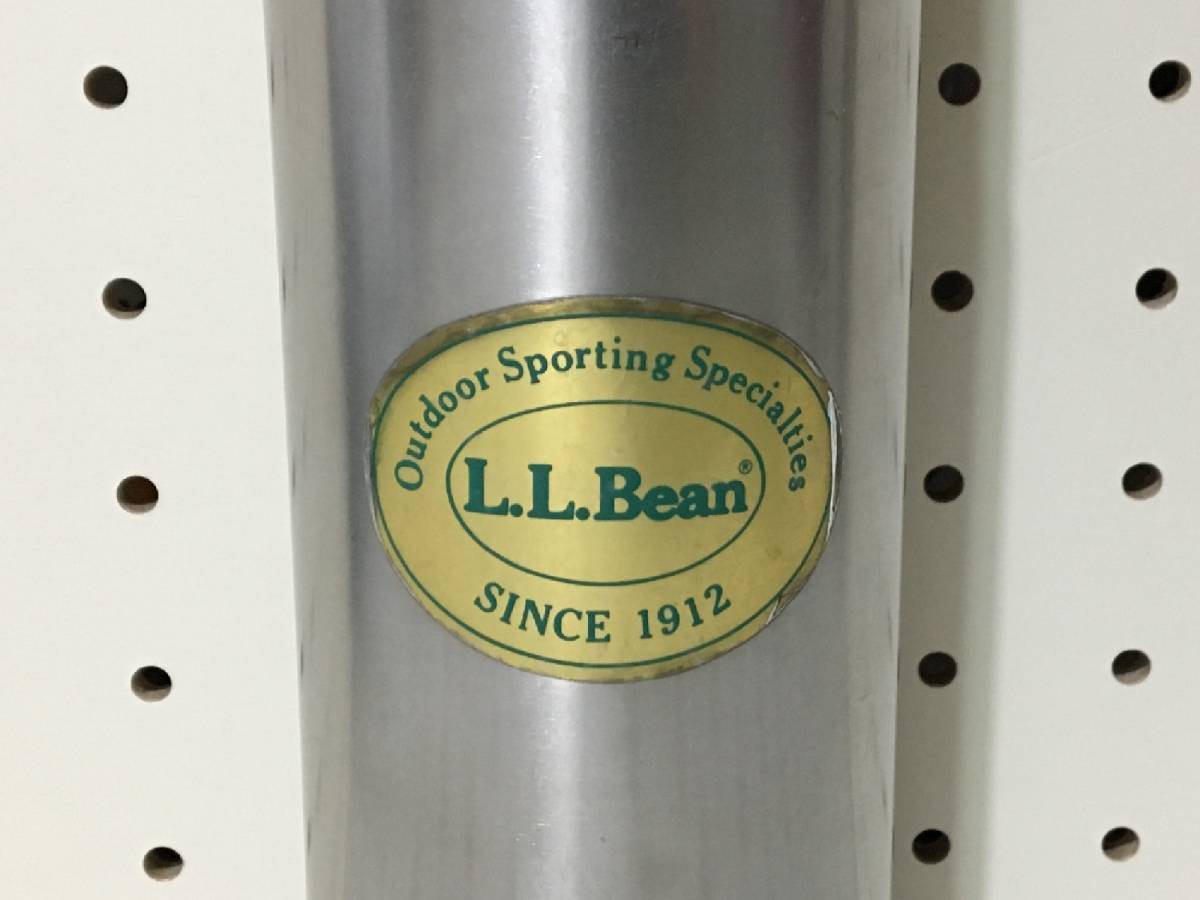 Outdoor Sporting Specialties
L.L.Bean®
SINCE 1912